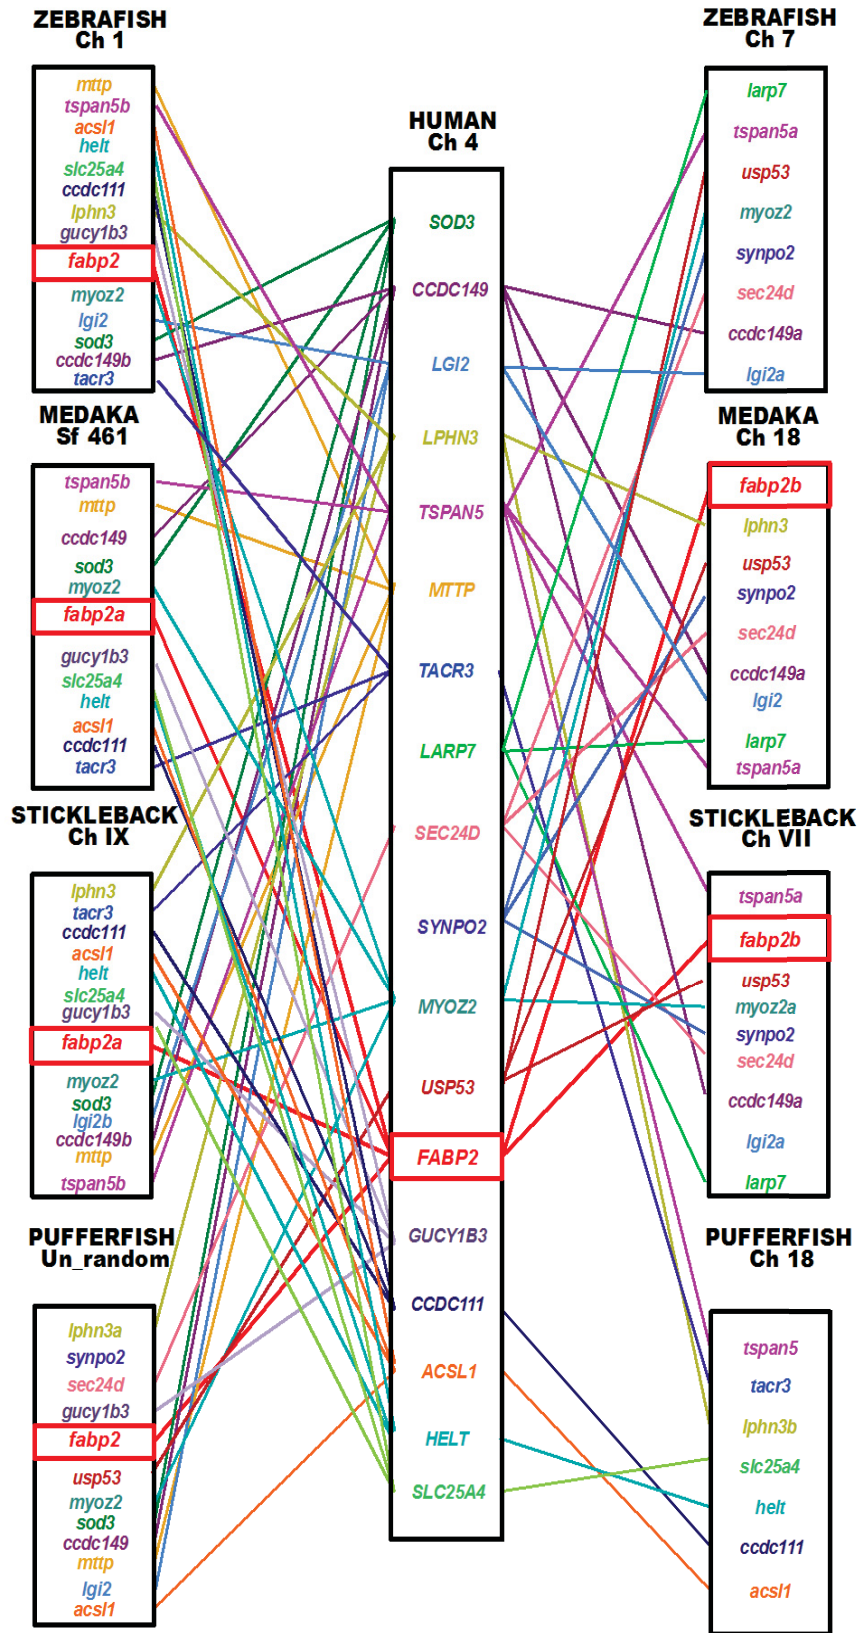 ZEBRAFISH
Ch 1
mttp
tspan5b
acsl1
helt
slc25a4
ccdc111
lphn3
gucy1b3
fabp2
myoz2
lgi2
sod3
ccdc149b
tacr3
MEDAKA
Sf 461
tspan5b
mttp
ccdc149
sod3
myoz2
fabp2a
gucy1b3
slc25a4
helt
acsl1
ccdc111
tacr3
STICKLEBACK
Ch IX
lphn3
tacr3
ccdc111
acsl1
helt
slc25a4
gucy1b3
fabp2a
myoz2
sod3
lgi2b
ccdc149b
mttp
tspan5b
PUFFERFISH
Un_random
lphn3a
synpo2
sec24d
gucy1b3
fabp2
usp53
myoz2
sod3
ccdc149
mttp
lgi2
acsl1
HUMAN
Ch 4
SOD3
CCDC149
LGI2
LPHN3
TSPAN5
MTTP
TACR3
LARP7
SEC24D
SYNPO2
MYOZ2
USP53
FABP2
GUCY1B3
CCDC111
ACSL1
HELT
SLC25A4
ZEBRAFISH
Ch 7
larp7
tspan5a
usp53
myoz2
synpo2
sec24d
ccdc149a
lgi2a
MEDAKA
Ch 18
fabp2b
lphn3
usp53
synpo2
sec24d
ccdc149a
lgi2
larp7
tspan5a
STICKLEBACK
Ch VII
tspan5a
fabp2b
usp53
myoz2a
synpo2
sec24d
ccdc149a
lgi2a
larp7
PUFFERFISH
Ch 18
tspan5
tacr3
lphn3b
slc25a4
helt
ccdc111
acsl1